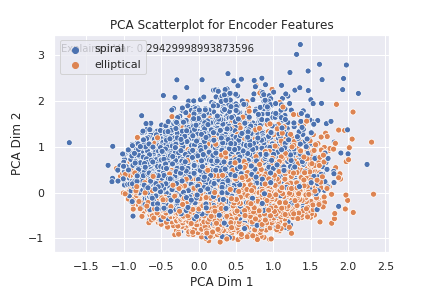 PCA Scatterplot for Encoder Features
0.29429998993873596
spiral
elliptical
3
2
1
0
−1
PCA Dim 2
−1.5 −1.0 −0.5 0.0 0.5 1.0 1.5 2.0 2.5
PCA Dim 1